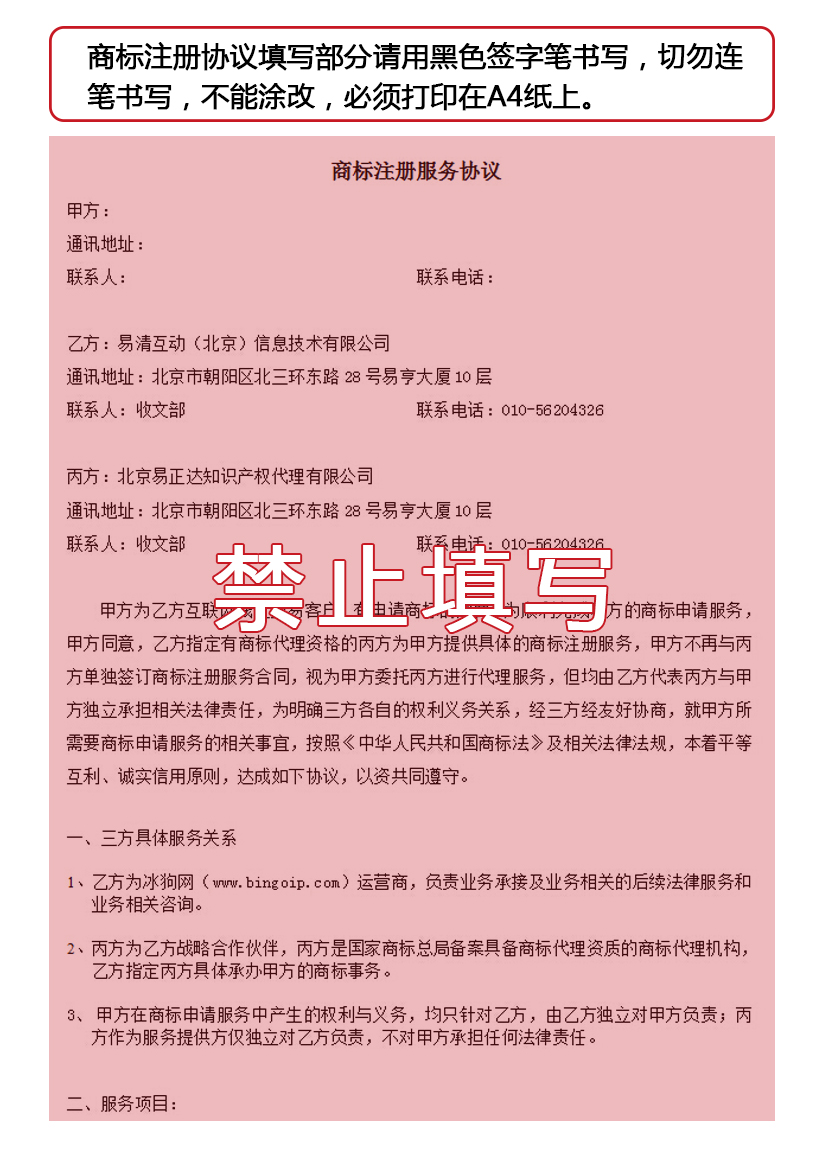 商标注册协议填写部分请用黑色签字笔书写，切勿连
笔书写，不能涂改，必须打印在A4纸上。
商标注册服务协议
甲方：
通讯地址：
联系人： 联系电话：
乙方：易清互动（北京）信息技术有限公司
通讯地址：北京市朝阳区北三环东路 28 号易亨大厦 10 层
联系人：收文部 联系电话：010-56204326
丙方：北京易正达知识产权代理有限公司
通讯地址：北京市朝阳区北三环东路 28 号易亨大厦 10 层
联系人：收文部 联系电话：010-56204326
禁止填写
甲方为乙方互联网 易客户，有申请商标 方的商标申请服务，
甲方同意，乙方指定有商标代理资格的丙方为甲方提供具体的商标注册服务，甲方不再与丙
方单独签订商标注册服务合同，视为甲方委托丙方进行代理服务，但均由乙方代表丙方与甲
方独立承担相关法律责任，为明确三方各自的权利义务关系，经三方经友好协商，就甲方所
需要商标申请服务的相关事宜，按照《中华人民共和国商标法》及相关法律法规，本着平等
互利、诚实信用原则，达成如下协议，以资共同遵守。
一、三方具体服务关系
1、乙方为冰狗网（www.bingoip.com）运营商，负责业务承接及业务相关的后续法律服务和
业务相关咨询。
2、丙方为乙方战略合作伙伴，丙方是国家商标总局备案具备商标代理资质的商标代理机构，
乙方指定丙方具体承办甲方的商标事务。
3、 甲方在商标申请服务中产生的权利与义务，均只针对乙方，由乙方独立对甲方负责；丙
方作为服务提供方仅独立对乙方负责，不对甲方承担任何法律责任。
二、服务项目：